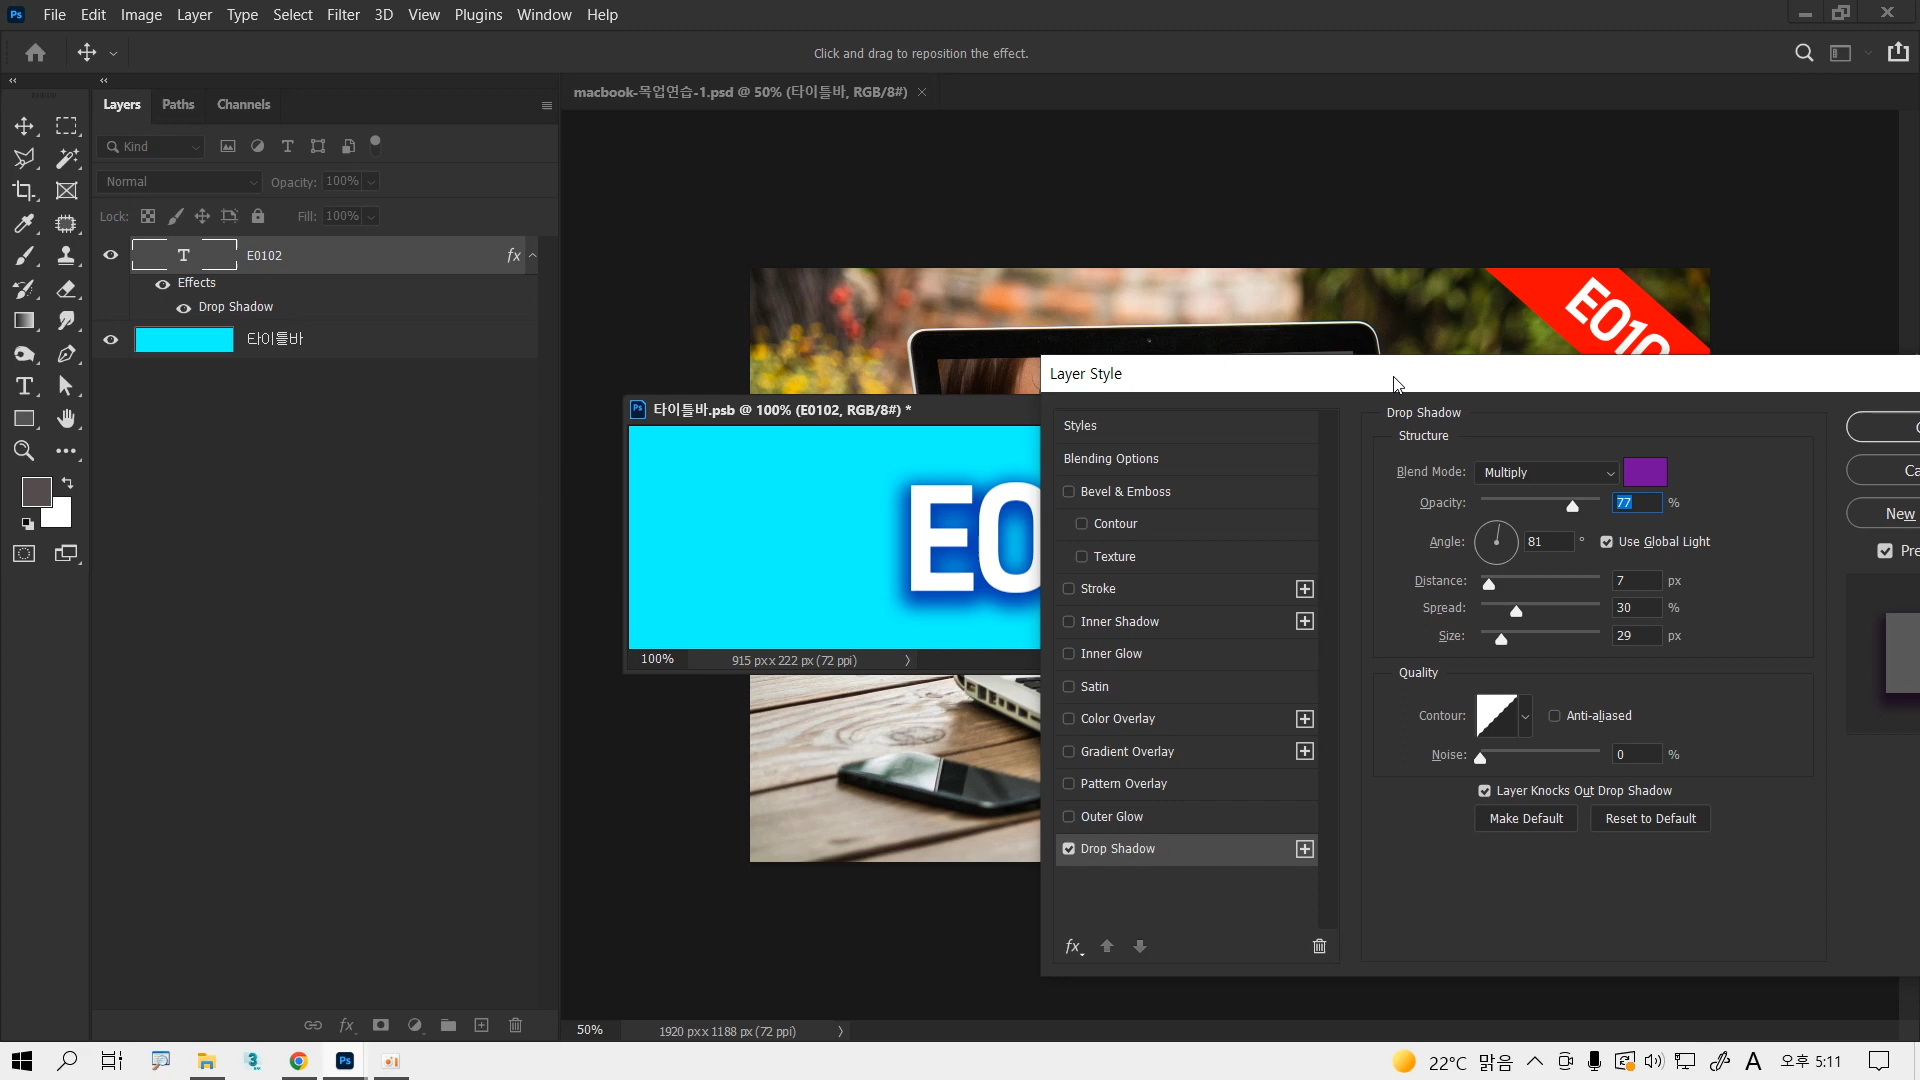 File Edit Image Layer Type Select Filter 3D View Plugins Window Help
Click and drag to reposition the effect.
Layers Paths Channels
macbook-목업연습-1.psd @ 50% (타이틀바, RGB/8#)
Kind
Normal Opacity: 100%
Lock: Fill: 100%
T E0102 fx
Effects
Drop Shadow
타이틀바
E010
타이틀바.psb @ 100% (E0102, RGB/8#) *
E0
100% 915 px x 222 px (72 ppi)
Layer Style
Styles
Blending Options
Bevel & Emboss
Contour
Texture
Stroke
Inner Shadow
Inner Glow
Satin
Color Overlay
Gradient Overlay
Pattern Overlay
Outer Glow
Drop Shadow
fx
Drop Shadow
Structure
Blend Mode: Multiply
Opacity: 77 %
Angle: 81 ° Use Global Light
Distance: 7 px
Spread: 30 %
Size: 29 px
Quality
Contour: Anti-aliased
Noise: 0 %
Layer Knocks Out Drop Shadow
Make Default Reset to Default
Ca
New
Pre
50% 1920 px x 1188 px (72 ppi)
22°C 맑음 A 오후 5:11